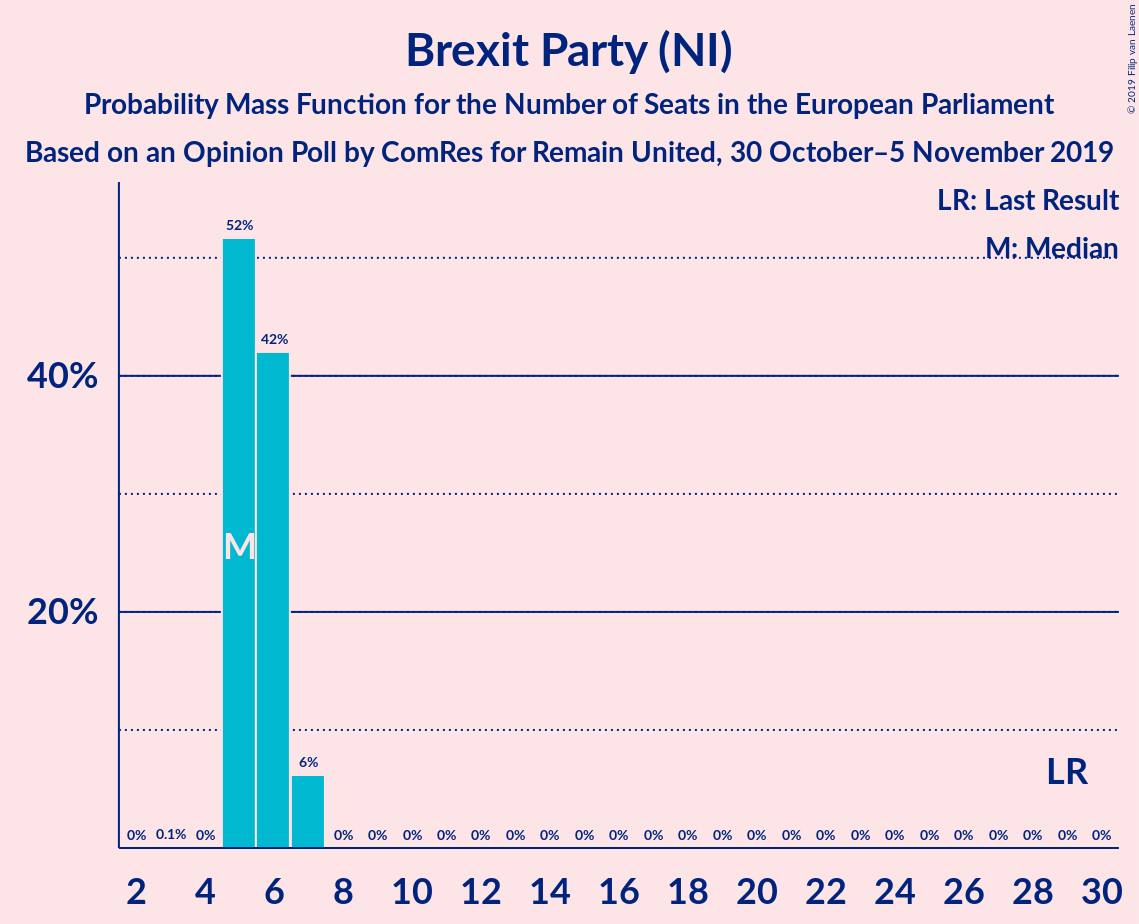 © 2019 Filip van Laenen
Brexit Party (NI)
Probability Mass Function for the Number of Seats in the European Parliament
Based on an Opinion Poll by ComRes for Remain United, 30 October–5 November 2019
LR: Last Result
M: Median
52%
42%
40%
M
20%
6%
LR
0% 0.1% 0% 0% 0% 0% 0% 0% 0% 0% 0% 0% 0% 0% 0% 0% 0% 0% 0% 0% 0% 0% 0% 0% 0% 0%
2 4 6 8 10 12 14 16 18 20 22 24 26 28 30